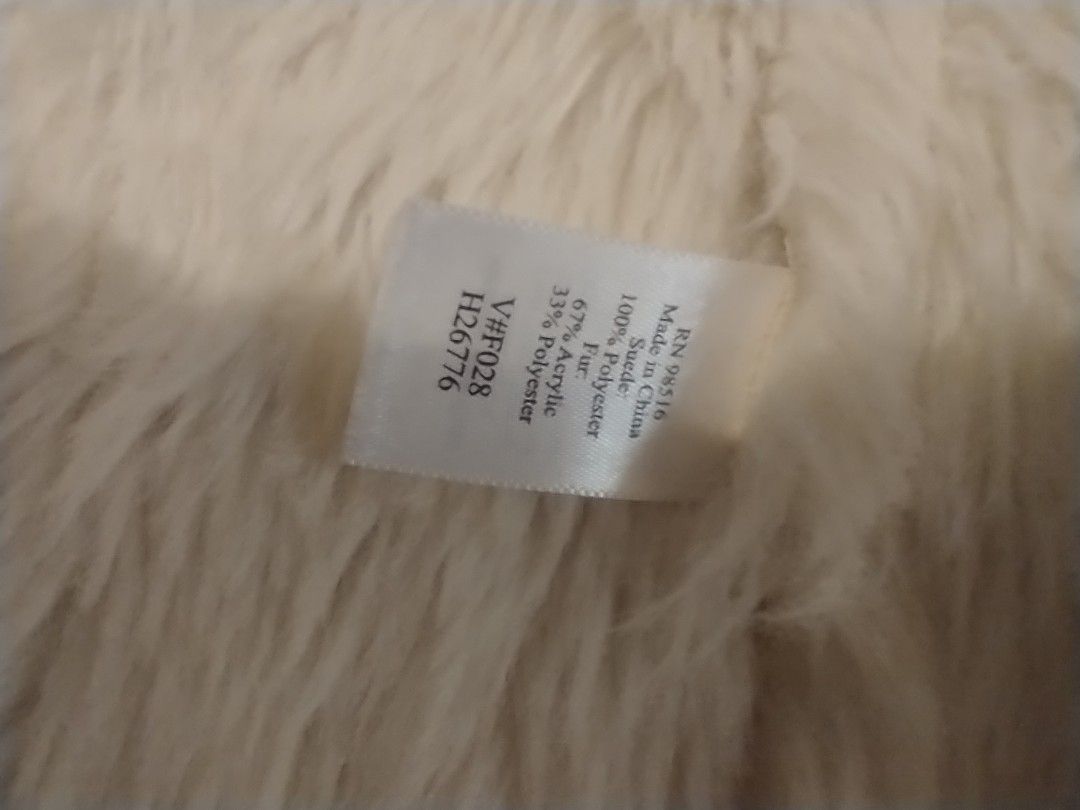 RN 98516
Made in China
Suede:
100% Polyester
Fur:
67% Acrylic
33% Polyester
V#F028
H26776